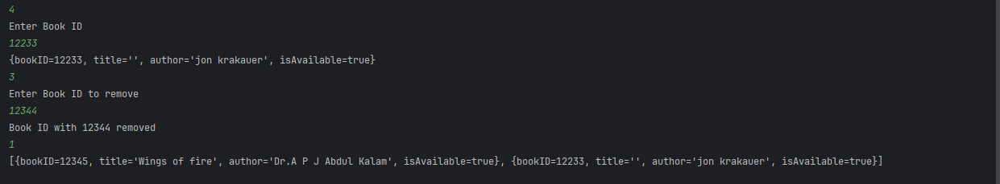 4
Enter Book ID
12233
{bookID=12233, title='', author='jon krakauer', isAvailable=true}
3
Enter Book ID to remove
12344
Book ID with 12344 removed
1
[{bookID=12345, title='Wings of fire', author='Dr.A P J Abdul Kalam', isAvailable=true}, {bookID=12233, title='', author='jon krakauer', isAvailable=true}]